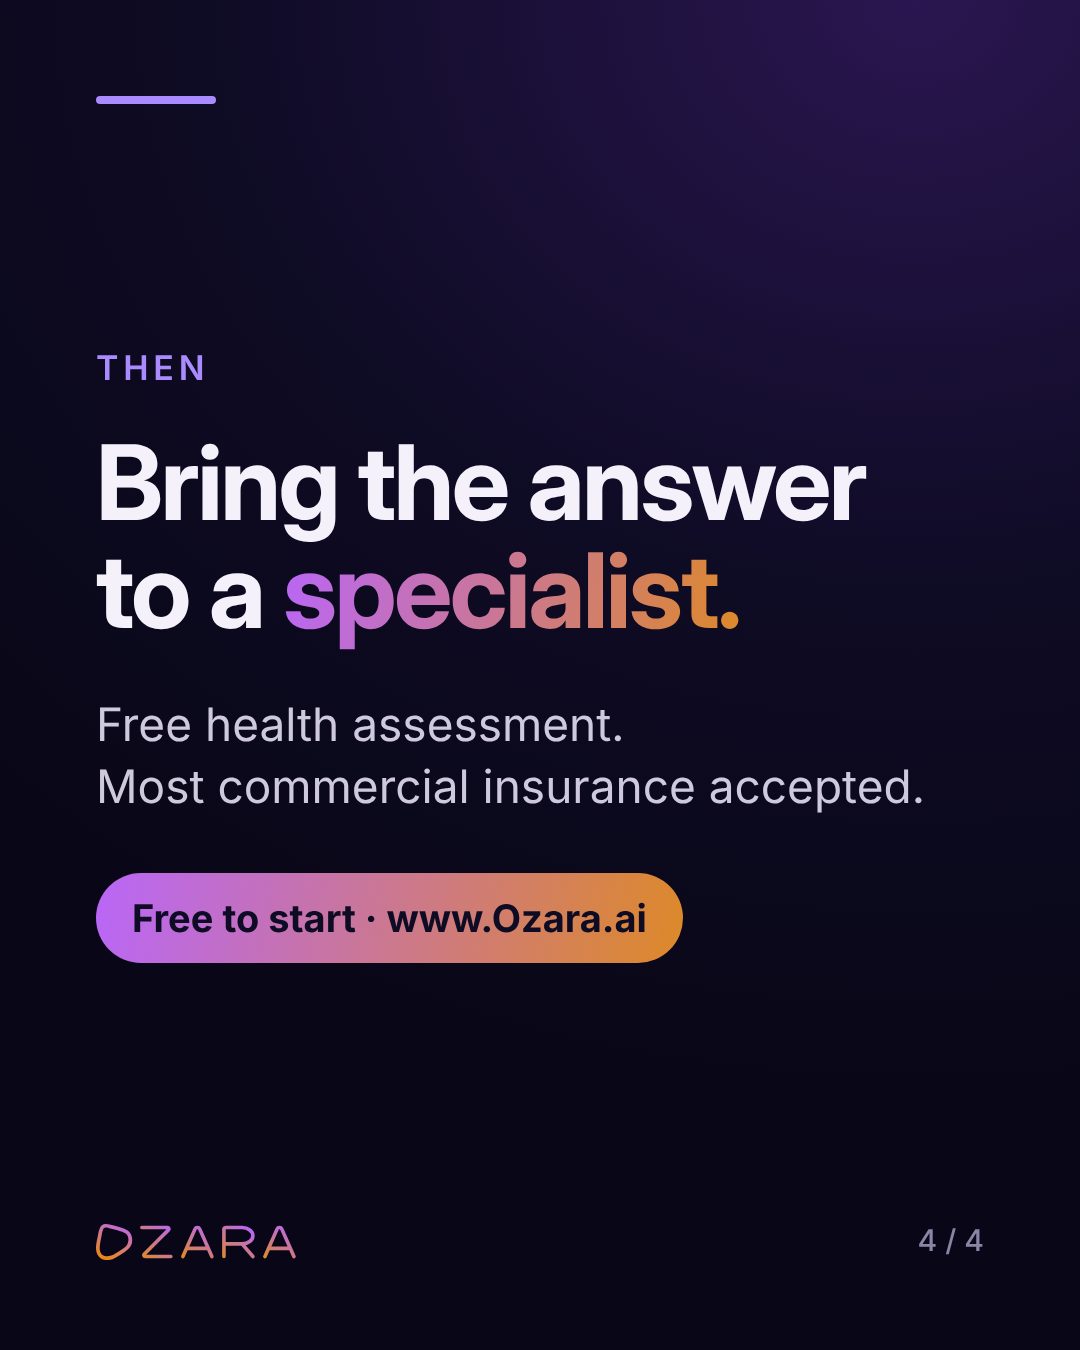 THEN
Bring the answer
to a specialist.
Free health assessment.
Most commercial insurance accepted.
Free to start · www.Ozara.ai
OZARA
4 / 4